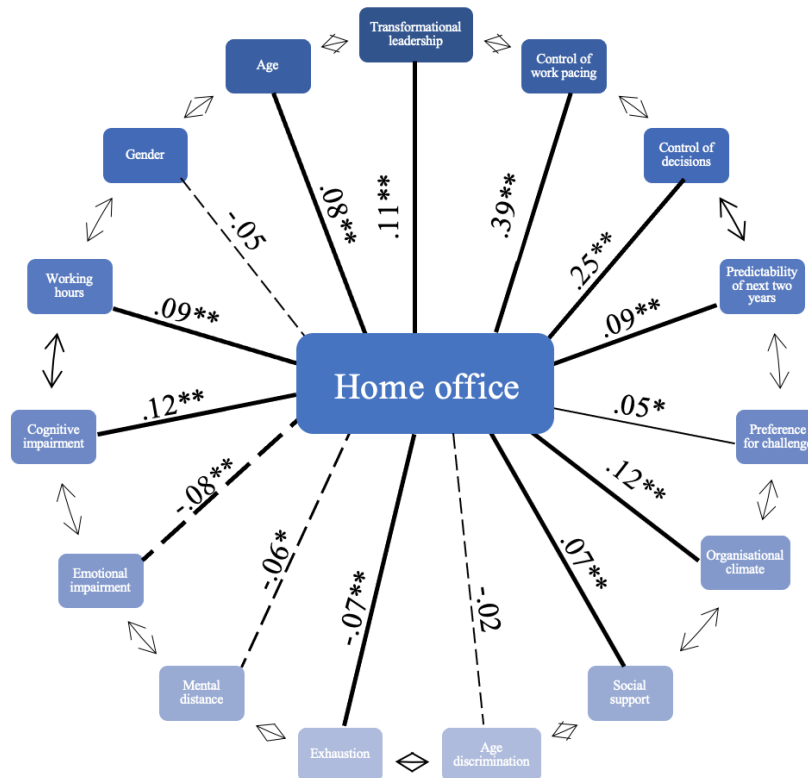 Transformational
leadership
Age
Control of
work pacing
Gender
Control of
decisions
.08**
.11**
.39**
-.05
.25**
Working
hours
Predictability
of next two
years
.09**
.09**
Home office
.12**
.05*
Cognitive
impairment
Preference
for challenge
-.08**
.12**
Emotional
impairment
Organisational
climate
-.06*
-.07**
-.02
.07**
Mental
distance
Social
support
Exhaustion
Age
discrimination